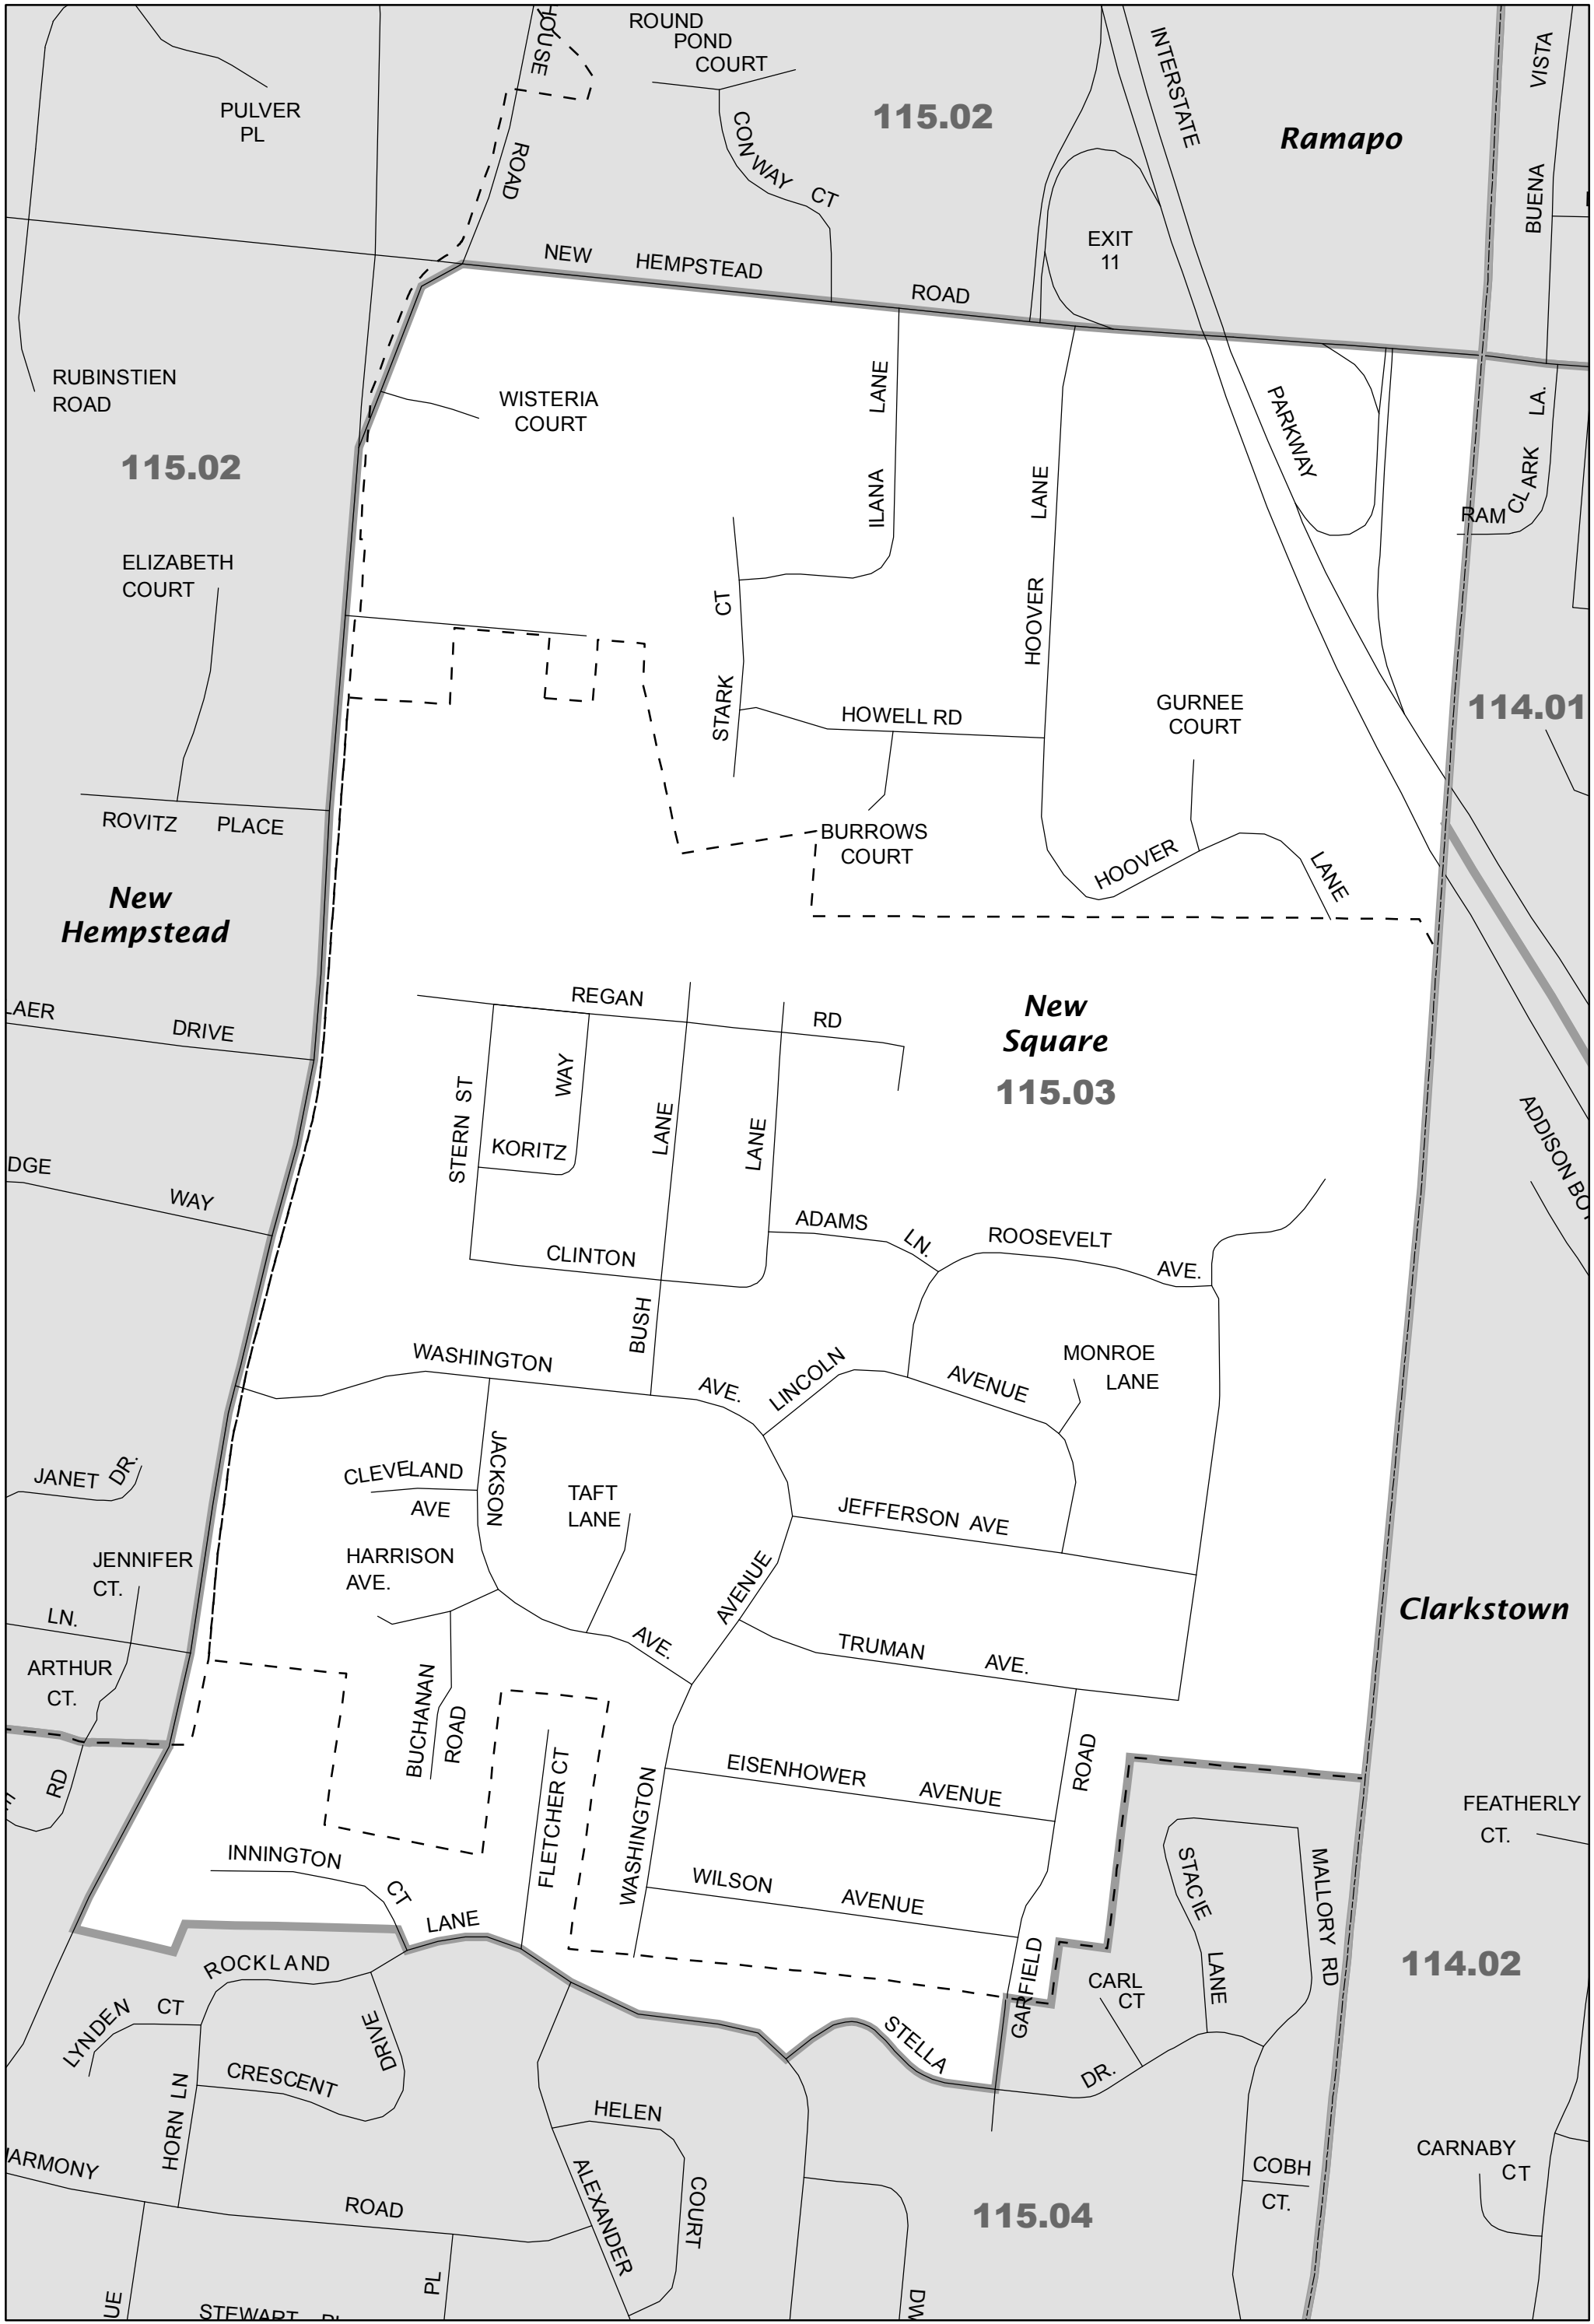 HOUSE
ROAD
ROUND
POND
COURT
CONWAY CT
115.02
INTERSTATE
Ramapo
VISTA
BUENA
PULVER
PL
NEW HEMPSTEAD ROAD
EXIT
11
RUBINSTIEN
ROAD
115.02
WISTERIA
COURT
LANE
ILANA
LANE
HOOVER
PARKWAY
LA.
CLARK
RAM
ELIZABETH
COURT
CT
STARK
HOWELL RD
GURNEE
COURT
114.01
ROVITZ PLACE
BURROWS
COURT
HOOVER LANE
New
Hempstead
LAER DRIVE
REGAN RD
New
Square
115.03
STERN ST
WAY
KORITZ
LANE
LANE
ADDISON BOY
DGE
WAY
ADAMS LN.
ROOSEVELT AVE.
CLINTON
BUSH
WASHINGTON AVE.
LINCOLN AVENUE
MONROE
LANE
JANET DR.
CLEVELAND
AVE
JACKSON
TAFT
LANE
JEFFERSON AVE
JENNIFER
CT.
HARRISON
AVE.
AVENUE
Clarkstown
LN.
ARTHUR
CT.
AVE.
TRUMAN AVE.
BUCHANAN
ROAD
RD
FLETCHER CT
WASHINGTON
EISENHOWER AVENUE
ROAD
FEATHERLY
CT.
INNINGTON
CT
WILSON AVENUE
STACIE
LANE
MALLORY RD
LANE
ROCKLAND
DRIVE
GARFIELD
CARL
CT
114.02
LYNDEN CT
STELLA
DR.
CRESCENT
HORN LN
HELEN
COURT
ALEXANDER
HARMONY
ROAD
COBH
CT.
CARNABY
CT
115.04
UE
PL
STEWART PL
DW